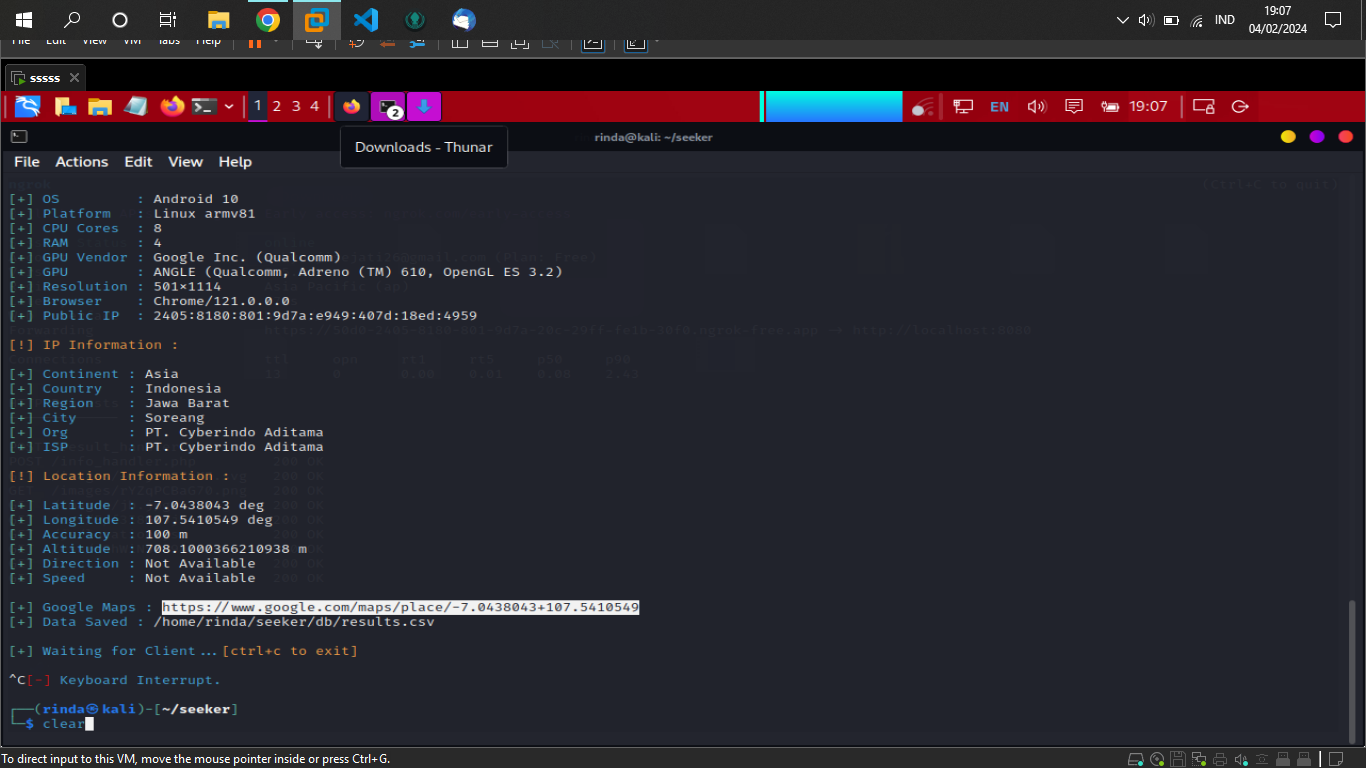 19:07
IND
04/02/2024
File Edit View VM Tabs Help
sssss
1 2 3 4
2
EN
19:07
rinda@kali: ~/seeker
Downloads - Thunar
File Actions Edit View Help
(Ctrl+C to quit)
[+] OS : Android 10
[+] Platform : Linux armv81
[+] CPU Cores : 8
[+] RAM : 4
[+] GPU Vendor : Google Inc. (Qualcomm)
[+] GPU : ANGLE (Qualcomm, Adreno (TM) 610, OpenGL ES 3.2)
[+] Resolution : 501×1114
[+] Browser : Chrome/121.0.0.0
[+] Public IP : 2405:8180:801:9d7a:e949:407d:18ed:4959
[!] IP Information :
[+] Continent : Asia
[+] Country : Indonesia
[+] Region : Jawa Barat
[+] City : Soreang
[+] Org : PT. Cyberindo Aditama
[+] ISP : PT. Cyberindo Aditama
[!] Location Information :
[+] Latitude : -7.0438043 deg
[+] Longitude : 107.5410549 deg
[+] Accuracy : 100 m
[+] Altitude : 708.1000366210938 m
[+] Direction : Not Available
[+] Speed : Not Available
[+] Google Maps : https://www.google.com/maps/place/-7.0438043+107.5410549
[+] Data Saved : /home/rinda/seeker/db/results.csv
[+] Waiting for Client...[ctrl+c to exit]
^C[-] Keyboard Interrupt.
(rinda㉿kali)-[~/seeker]
$ clear
To direct input to this VM, move the mouse pointer inside or press Ctrl+G.